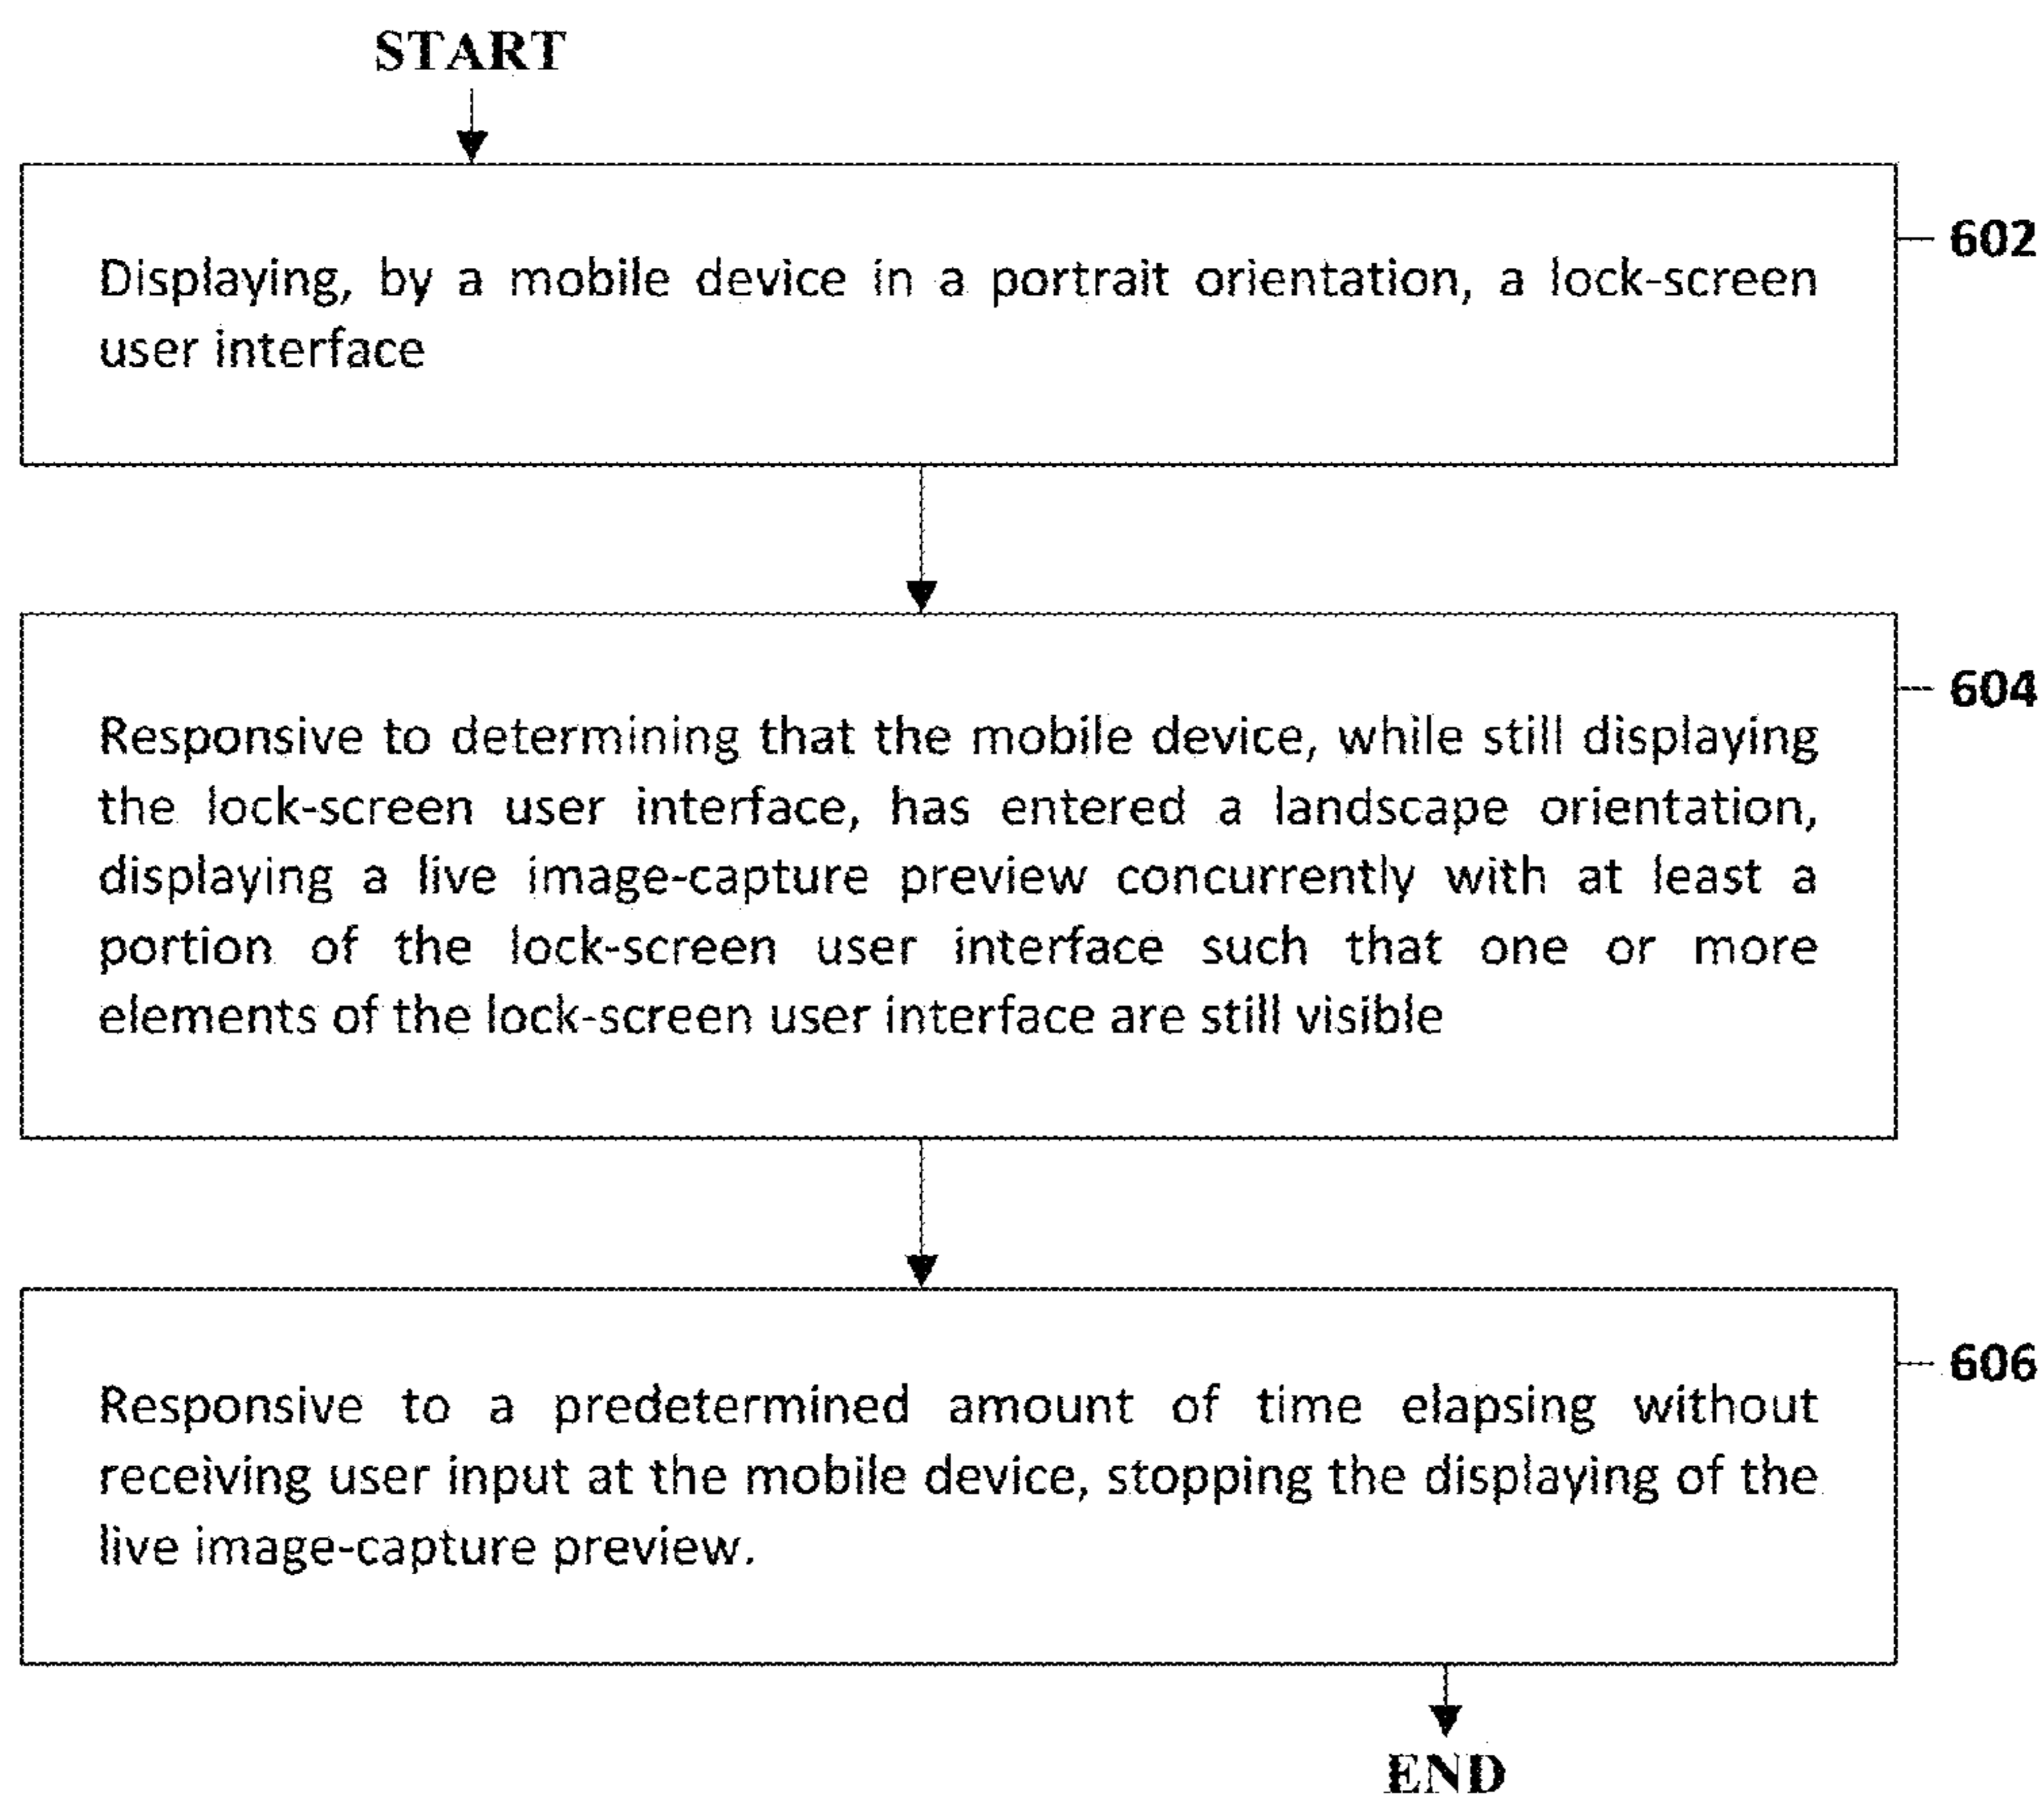 START
Displaying, by a mobile device in a portrait orientation, a lock-screen
user interface
602
Responsive to determining that the mobile device, while still displaying
the lock-screen user interface, has entered a landscape orientation,
displaying a live image-capture preview concurrently with at least a
portion of the lock-screen user interface such that one or more
elements of the lock-screen user interface are still visible
604
Responsive to a predetermined amount of time elapsing without
receiving user input at the mobile device, stopping the displaying of the
live image-capture preview.
606
END